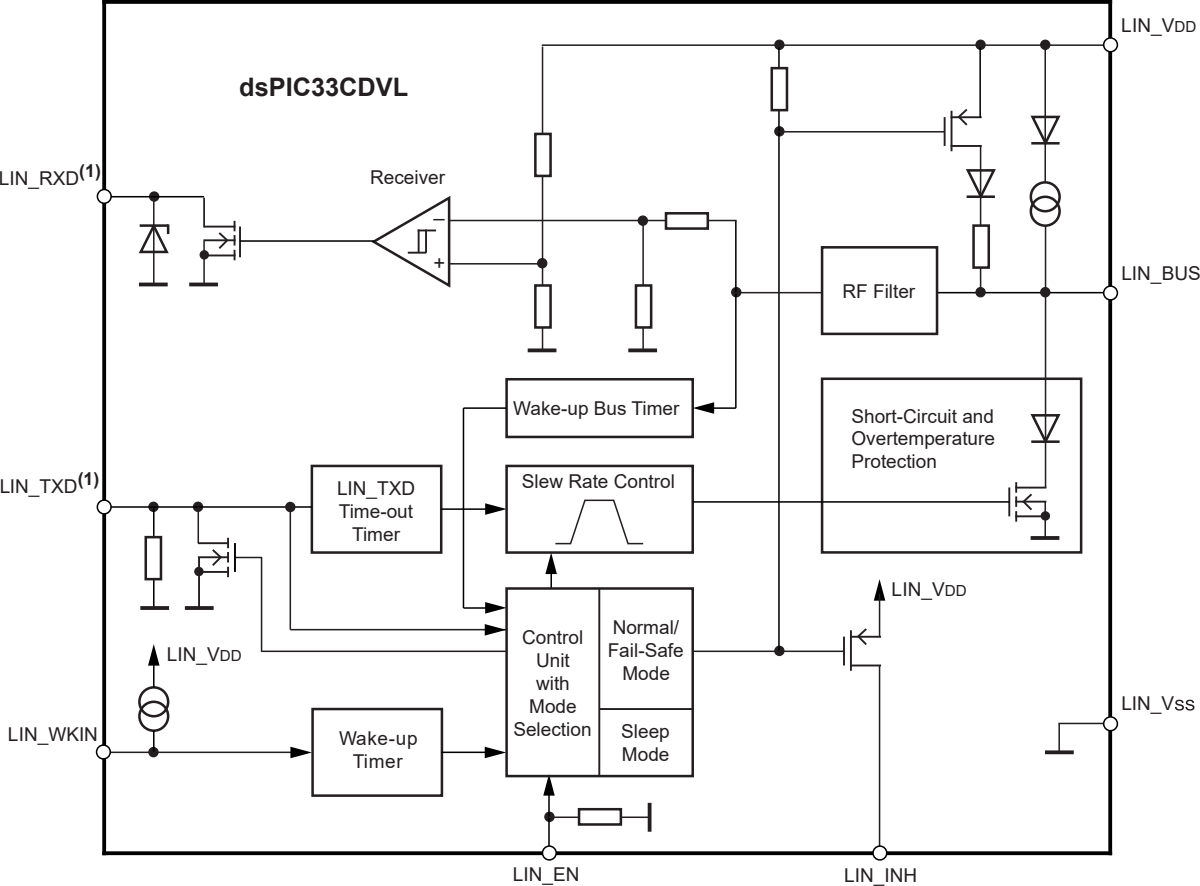 LIN_VDD
dsPIC33CDVL
LIN_RXD(1)
Receiver
−
+
LIN_BUS
RF Filter
Wake-up Bus Timer
Short-Circuit and
Overtemperature
Protection
LIN_TXD(1)
LIN_TXD
Time-out
Timer
Slew Rate Control
LIN_VDD
Control
Unit
with
Mode
Selection
Normal/
Fail-Safe
Mode
Sleep
Mode
LIN_VDD
LIN_WKIN
Wake-up
Timer
LIN_VSS
LIN_EN
LIN_INH